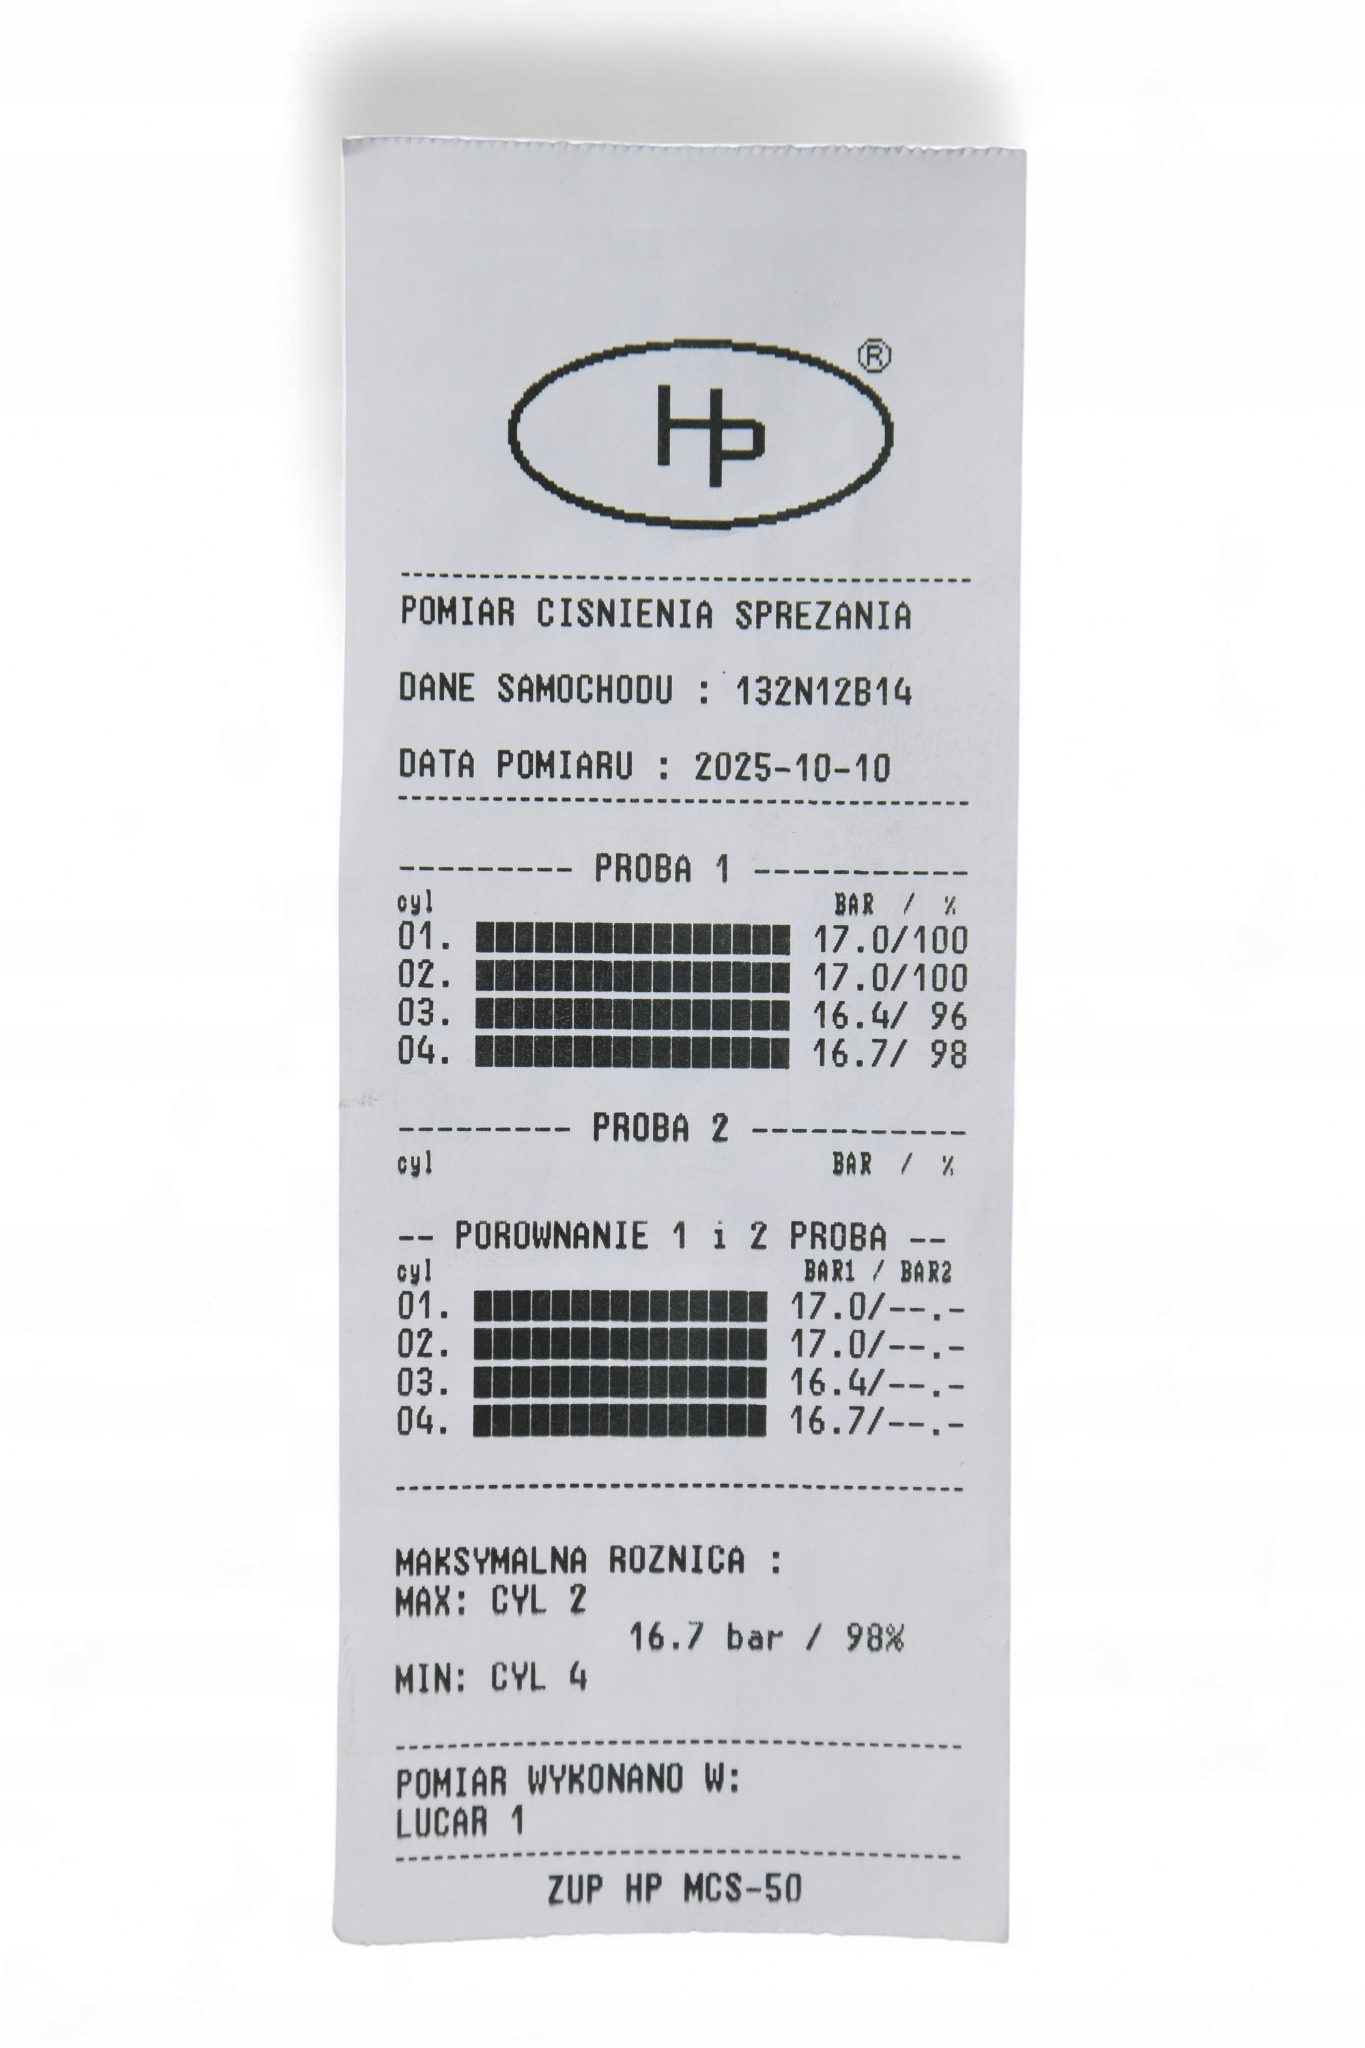 HP ®
POMIAR CISNIENIA SPREZANIA
DANE SAMOCHODU : 132N12B14
DATA POMIARU : 2025-10-10
--------- PROBA 1 -----------
cyl BAR / %
01. 17.0/100
02. 17.0/100
03. 16.4/ 96
04. 16.7/ 98
--------- PROBA 2 -----------
cyl BAR / %
-- POROWNANIE 1 i 2 PROBA --
cyl BAR1 / BAR2
01. 17.0/--.-
02. 17.0/--.-
03. 16.4/--.-
04. 16.7/--.-
MAKSYMALNA ROZNICA :
MAX: CYL 2
16.7 bar / 98%
MIN: CYL 4
POMIAR WYKONANO W:
LUCAR 1
ZUP HP MCS-50